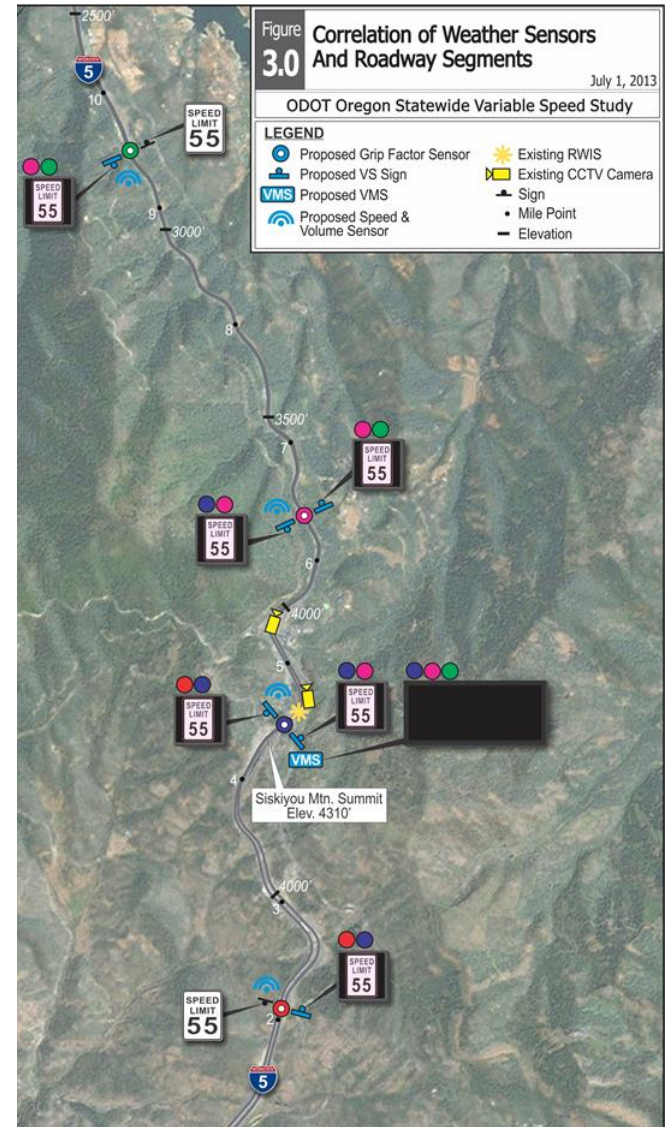 Figure
3.0
Correlation of Weather Sensors
And Roadway Segments
July 1, 2013
ODOT Oregon Statewide Variable Speed Study
LEGEND
Proposed Grip Factor Sensor
Proposed VS Sign
VMS Proposed VMS
Proposed Speed &
Volume Sensor
Existing RWIS
Existing CCTV Camera
Sign
Mile Point
Elevation
2500'
INTERSTATE
5
10
SPEED
LIMIT
55
SPEED
LIMIT
55
9
3000'
8
3500'
7
SPEED
LIMIT
55
SPEED
LIMIT
55
6
4000'
5
SPEED
LIMIT
55
SPEED
LIMIT
55
VMS
4
Siskiyou Mtn. Summit
Elev. 4310'
4000'
3
SPEED
LIMIT
55
SPEED
LIMIT
55
2
INTERSTATE
5